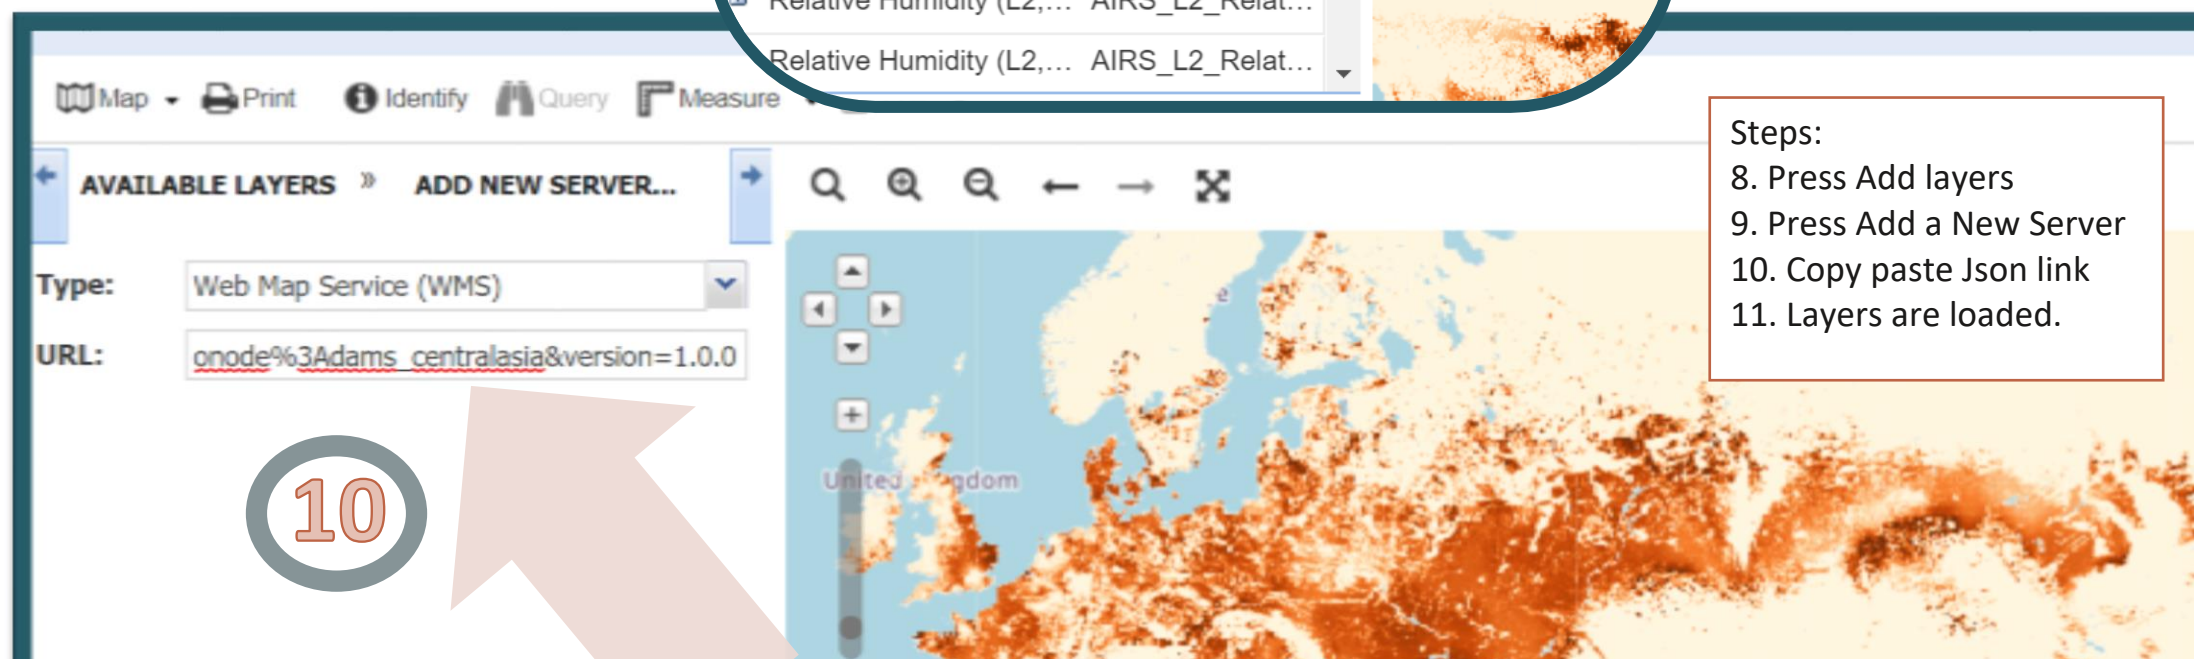 Relative Humidity (L2,... AIRS_L2_Relat...
Relative Humidity (L2,... AIRS_L2_Relat...
Map Print Identify Query Measure
AVAILABLE LAYERS » ADD NEW SERVER...
Type: Web Map Service (WMS)
URL: onode%3Adams_centralasia&version=1.0.0
10
United gdom
Steps:
8. Press Add layers
9. Press Add a New Server
10. Copy paste Json link
11. Layers are loaded.